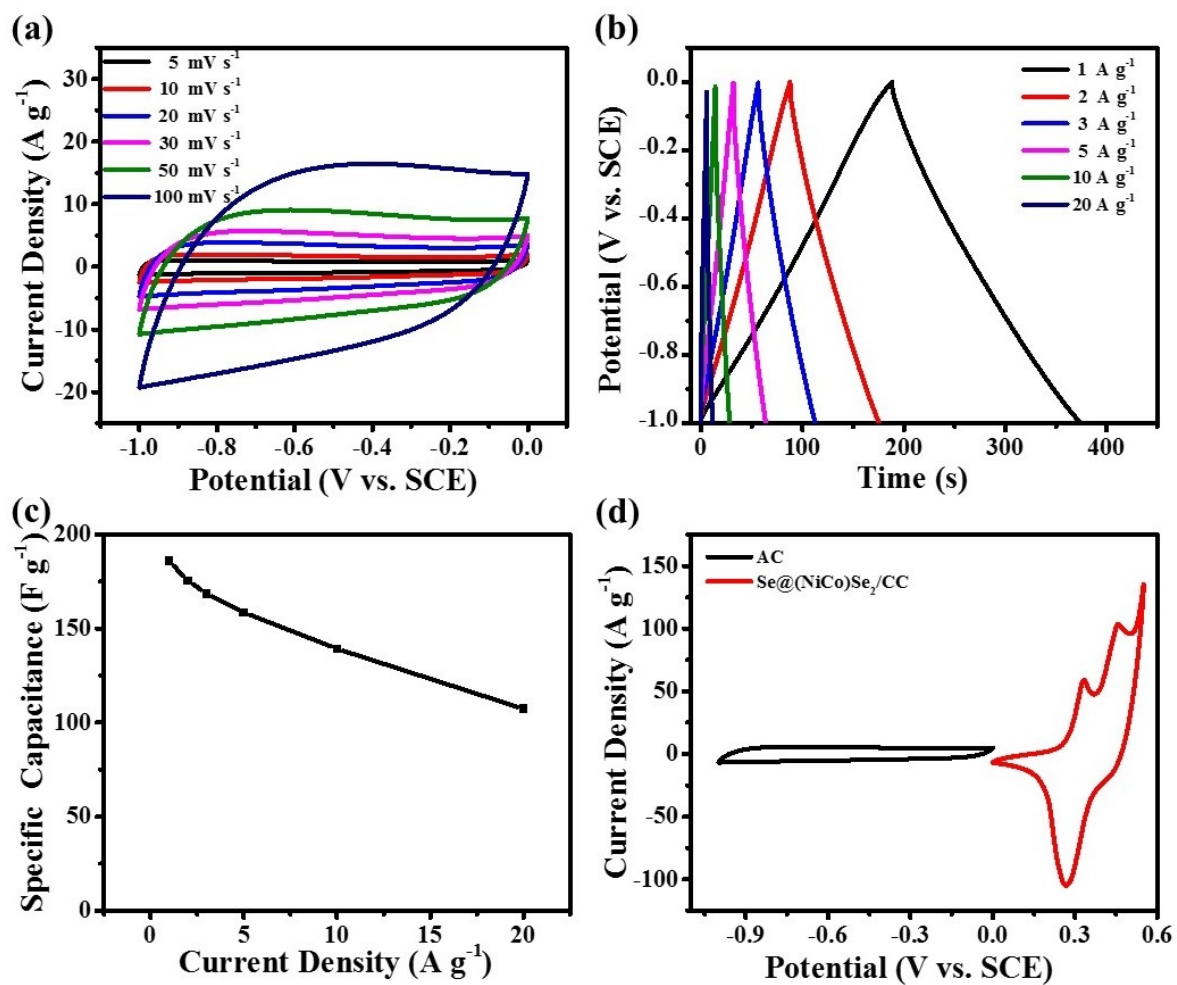 (a)
5 mV s-1
10 mV s-1
20 mV s-1
30 mV s-1
50 mV s-1
100 mV s-1
30
20
10
0
-10
-20
Current Density (A g-1)
-1.0
-0.8
-0.6
-0.4
-0.2
0.0
Potential (V vs. SCE)
(b)
1 A g-1
2 A g-1
3 A g-1
5 A g-1
10 A g-1
20 A g-1
0.0
-0.2
-0.4
-0.6
-0.8
-1.0
Potential (V vs. SCE)
0
100
200
300
400
Time (s)
(c)
200
150
100
50
0
Specific Capacitance (F g-1)
0
5
10
15
20
Current Density (A g-1)
(d)
AC
Se@(NiCo)Se2/CC
150
100
50
0
-50
-100
Current Density (A g-1)
-0.9
-0.6
-0.3
0.0
0.3
0.6
Potential (V vs. SCE)